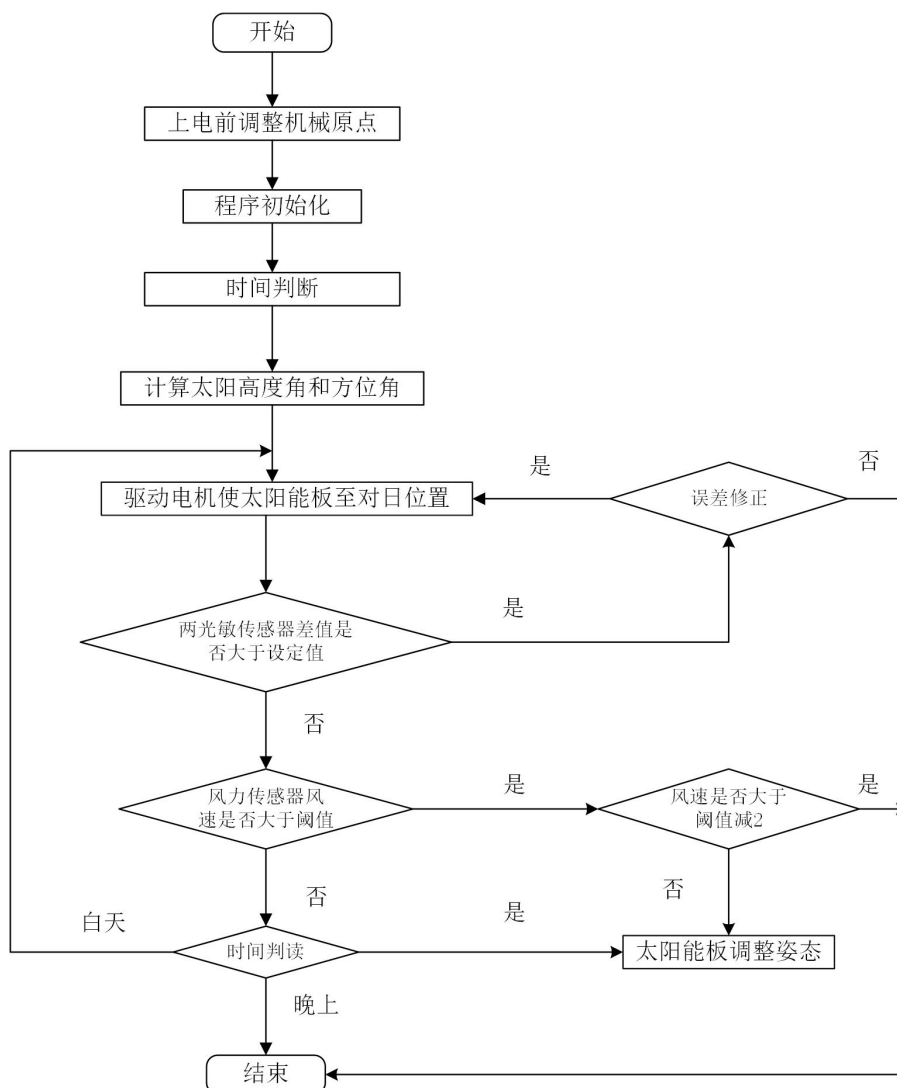 开始
上电前调整机械原点
程序初始化
时间判断
计算太阳高度角和方位角
是
否
驱动电机使太阳能板至对日位置
误差修正
两光敏传感器差值是
否大于设定值
是
否
风力传感器风
速是否大于阈值
是
风速是否大于
阈值减2
是
否
否
白天
时间判读
是
太阳能板调整姿态
晚上
结束